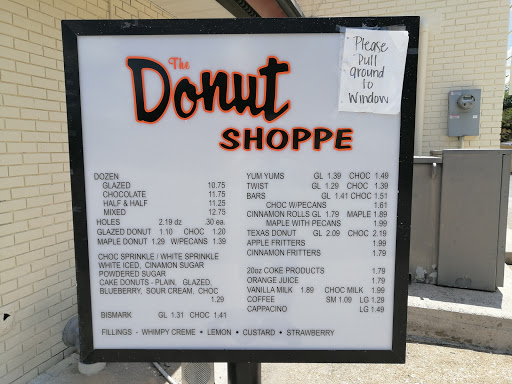 The
Donut
SHOPPE
Please
Pull
ground
to
Window
DOZEN
GLAZED 10.75
CHOCOLATE 11.75
HALF & HALF 11.25
MIXED 12.75
HOLES 2.19 dz .30 ea.
GLAZED DONUT 1.10 CHOC 1.20
MAPLE DONUT 1.29 W/PECANS 1.39
CHOC SPRINKLE / WHITE SPRINKLE
WHITE ICED, CINAMON SUGAR
POWDERED SUGAR
CAKE DONUTS - PLAIN, GLAZED,
BLUEBERRY, SOUR CREAM, CHOC
1.29
BISMARK GL 1.31 CHOC 1.41
YUM YUMS GL 1.39 CHOC 1.49
TWIST GL 1.29 CHOC 1.39
BARS GL 1.41 CHOC 1.51
CHOC W/PECANS 1.61
CINNAMON ROLLS GL 1.79 MAPLE 1.89
MAPLE WITH PECANS 1.99
TEXAS DONUT GL 2.09 CHOC 2.19
APPLE FRITTERS 1.99
CINNAMON FRITTERS 1.79
20oz COKE PRODUCTS 1.79
ORANGE JUICE 1.79
VANILLA MILK 1.89 CHOC MILK 1.99
COFFEE SM 1.09 LG 1.29
CAPPACINO LG 1.49
FILLINGS - WHIMPY CREME • LEMON • CUSTARD • STRAWBERRY